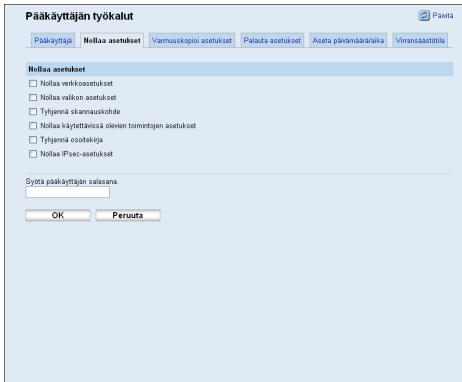 Pääkäyttäjän työkalut
Päivitä
Pääkäyttäjä
Nollaa asetukset
Varmuuskopioi asetukset
Palauta asetukset
Aseta päivämäärä/aika
Virransäästötila
Nollaa asetukset
Nollaa verkkoasetukset
Nollaa valikon asetukset
Tyhjennä skannauskohde
Nollaa käytettävissä olevien toimintojen asetukset
Tyhjennä osoitekirja
Nollaa IPsec-asetukset
Syötä pääkäyttäjän salasana.
OK
Peruuta